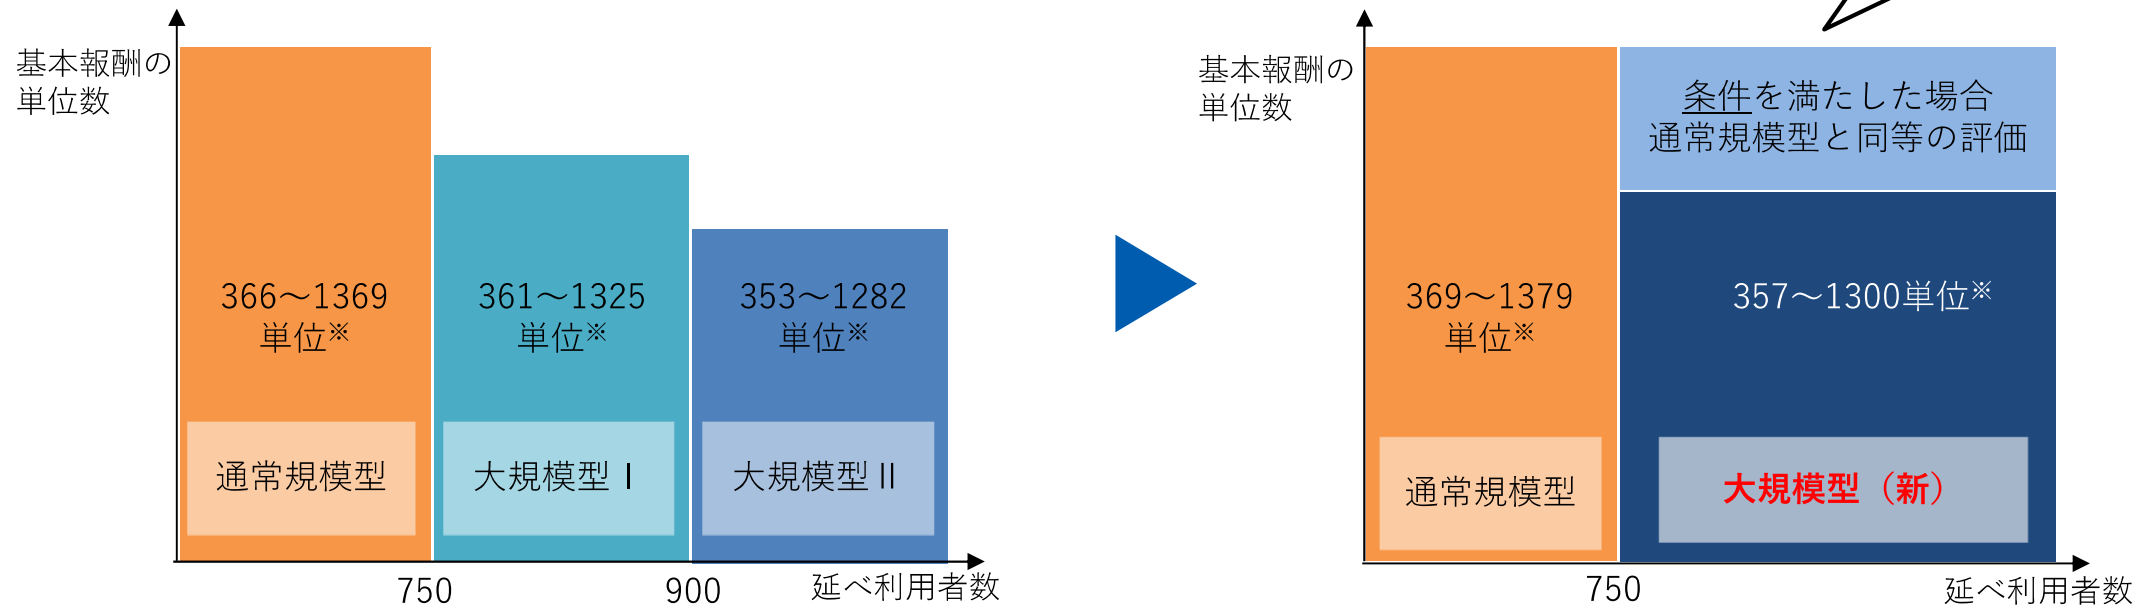 基本報酬の
単位数
366～1369
単位※
361～1325
単位※
353～1282
単位※
通常規模型
大規模型Ⅰ
大規模型Ⅱ
750
900
延べ利用者数
基本報酬の
単位数
条件を満たした場合
通常規模型と同等の評価
369～1379
単位※
357～1300単位※
通常規模型
大規模型（新）
750
延べ利用者数